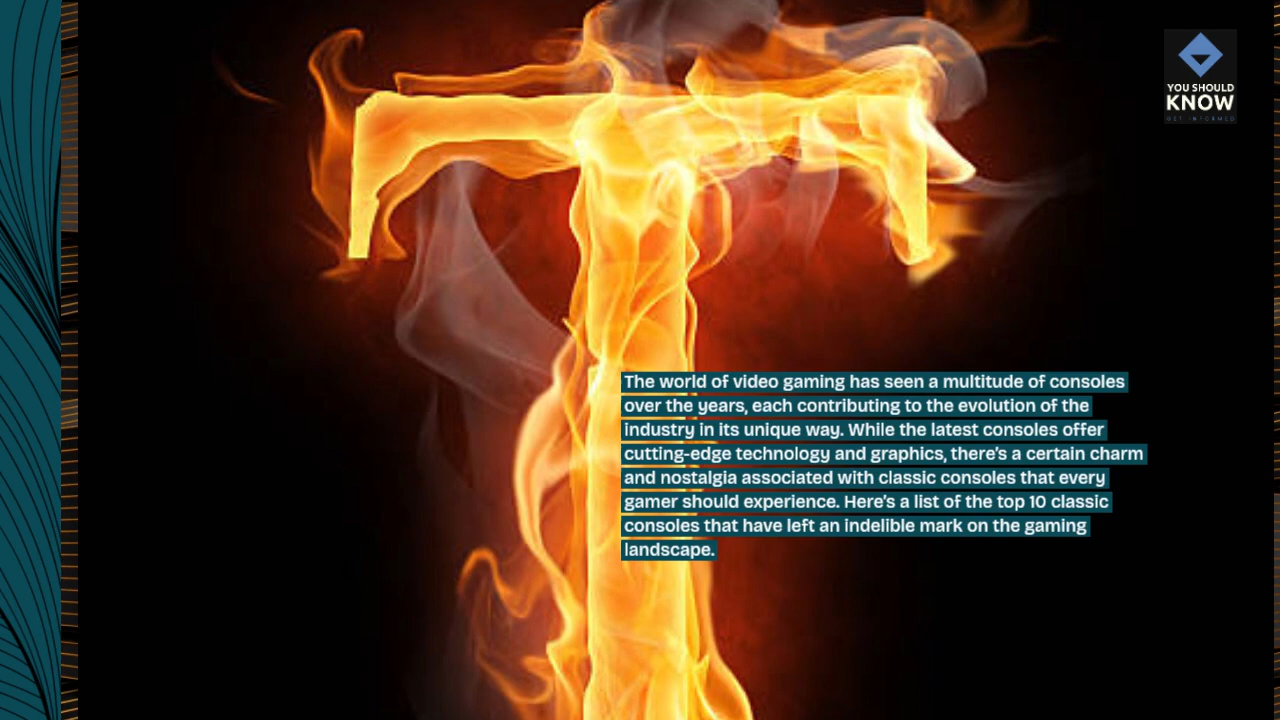 YOU SHOULD
KNOW
GET INFORMED
The world of video gaming has seen a multitude of consoles
over the years, each contributing to the evolution of the
industry in its unique way. While the latest consoles offer
cutting-edge technology and graphics, there's a certain charm
and nostalgia associated with classic consoles that every
gamer should experience. Here's a list of the top 10 classic
consoles that have left an indelible mark on the gaming
landscape.
T